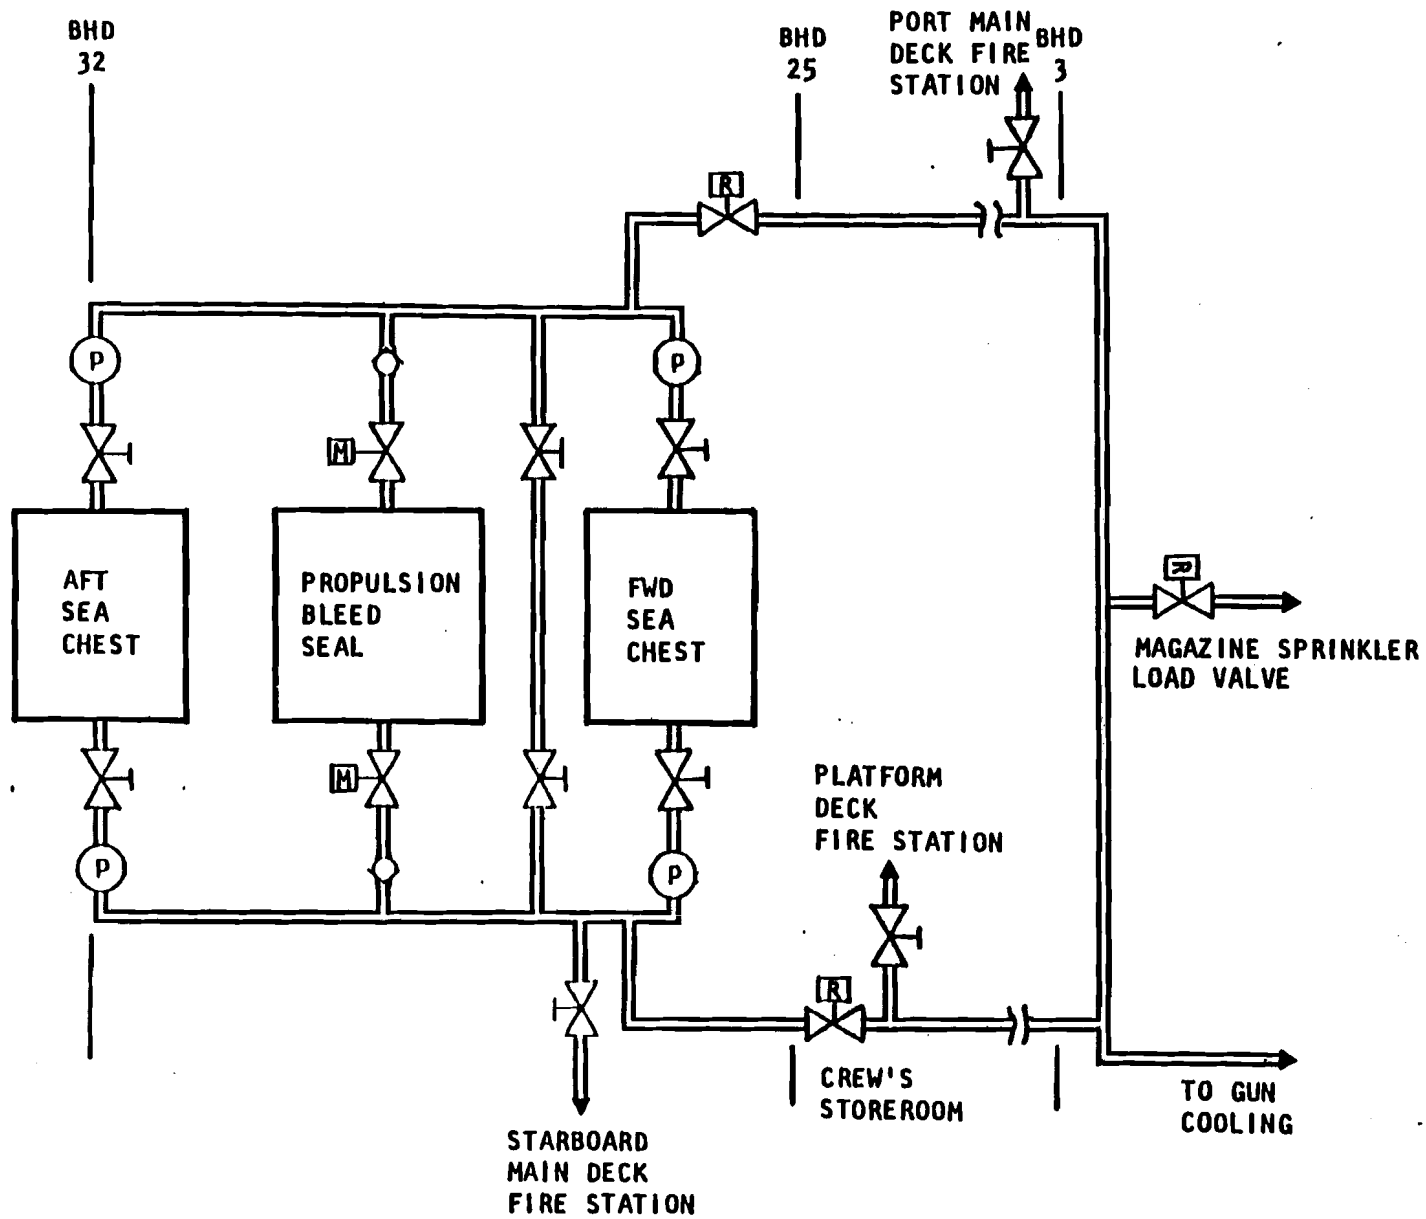 BHD
32
BHD
25
PORT MAIN
DECK FIRE
STATION
BHD
3
R
P
P
M
AFT
SEA
CHEST
PROPULSION
BLEED
SEAL
FWD
SEA
CHEST
R
MAGAZINE SPRINKLER
LOAD VALVE
M
PLATFORM
DECK
FIRE STATION
P
P
R
CREW'S
STOREROOM
TO GUN
COOLING
STARBOARD
MAIN DECK
FIRE STATION